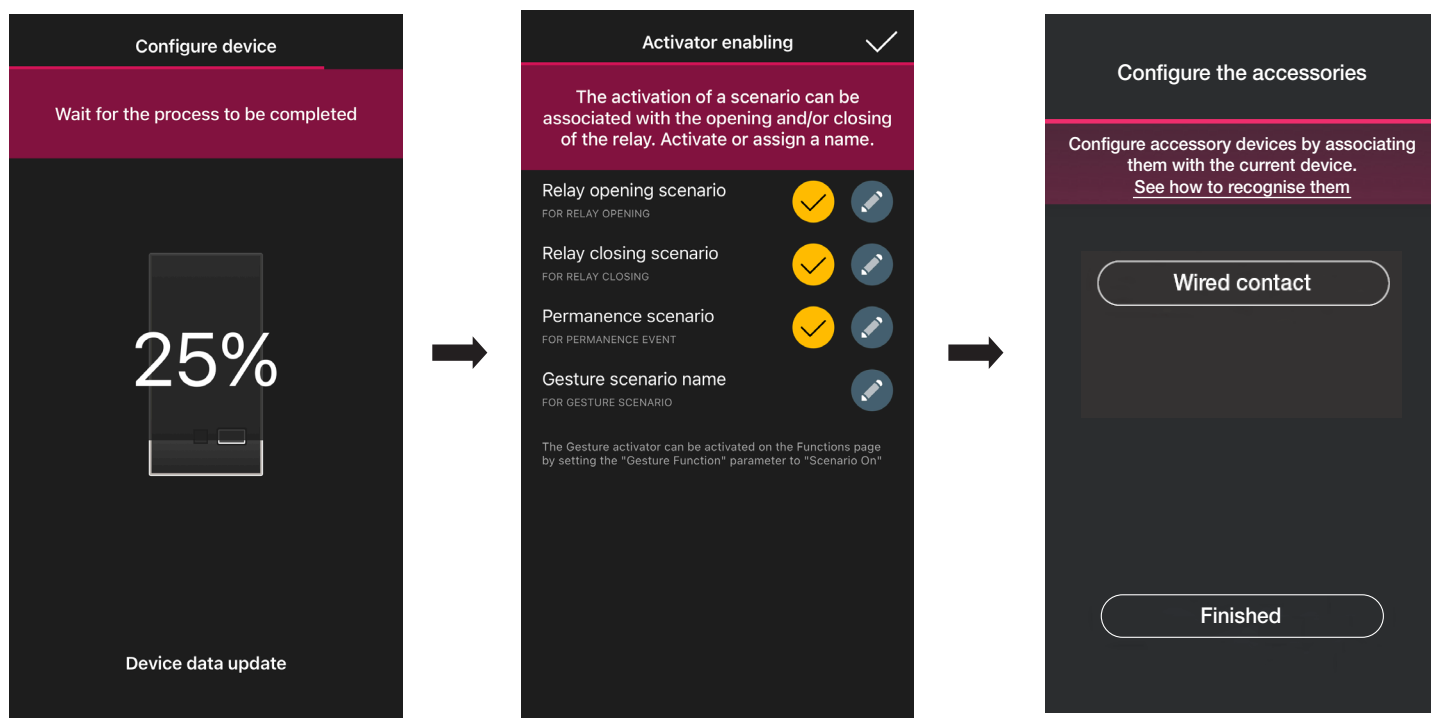 Configure device
Wait for the process to be completed
25%
Device data update
Activator enabling
The activation of a scenario can be
associated with the opening and/or closing
of the relay. Activate or assign a name.
Relay opening scenario
FOR RELAY OPENING
Relay closing scenario
FOR RELAY CLOSING
Permanence scenario
FOR PERMANENCE EVENT
Gesture scenario name
FOR GESTURE SCENARIO
The Gesture activator can be activated on the Functions page
by setting the "Gesture Function" parameter to "Scenario On"
Configure the accessories
Configure accessory devices by associating
them with the current device.
See how to recognise them
Wired contact
Finished